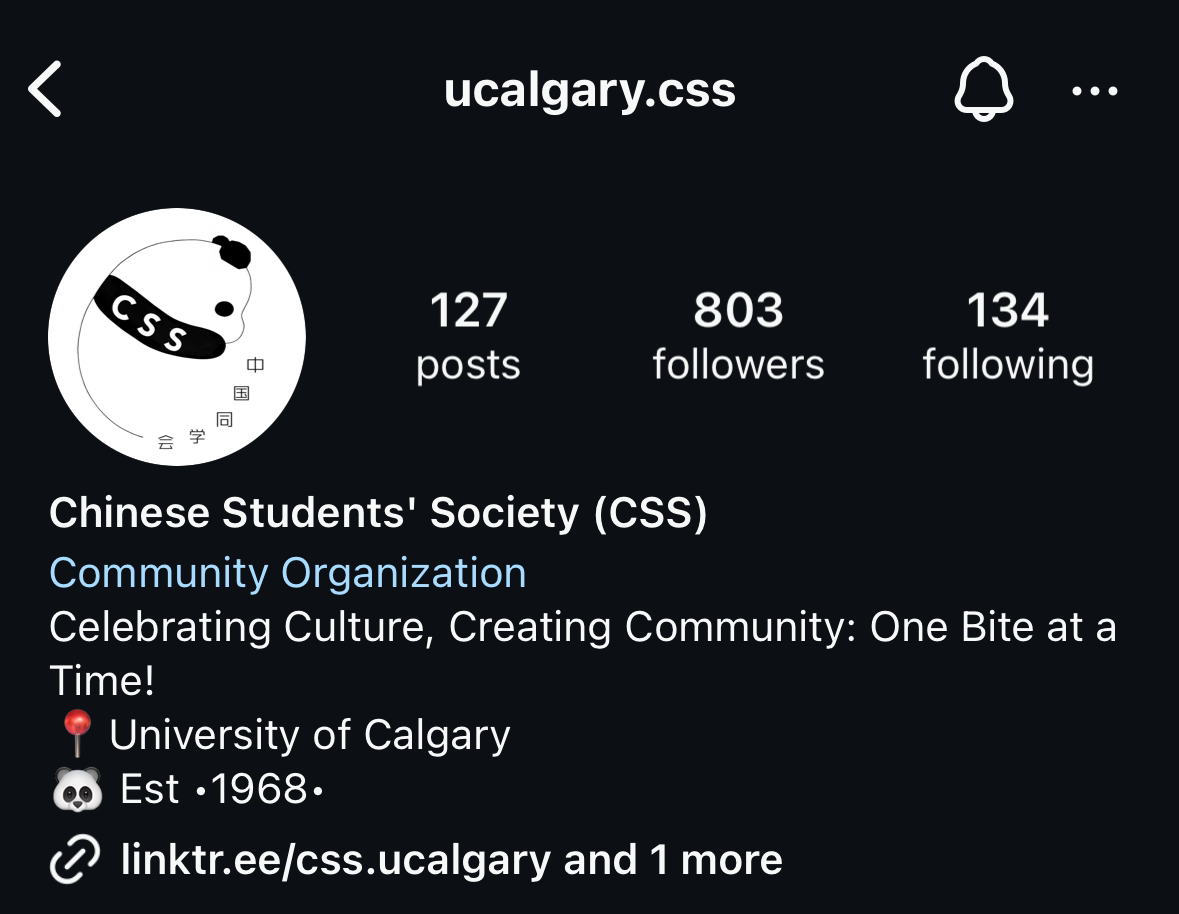 ucalgary.css
CSS
中国同学会
127
posts
803
followers
134
following
Chinese Students' Society (CSS)
Community Organization
Celebrating Culture, Creating Community: One Bite at a
Time!
📍 University of Calgary
🐼 Est •1968•
linktr.ee/css.ucalgary and 1 more